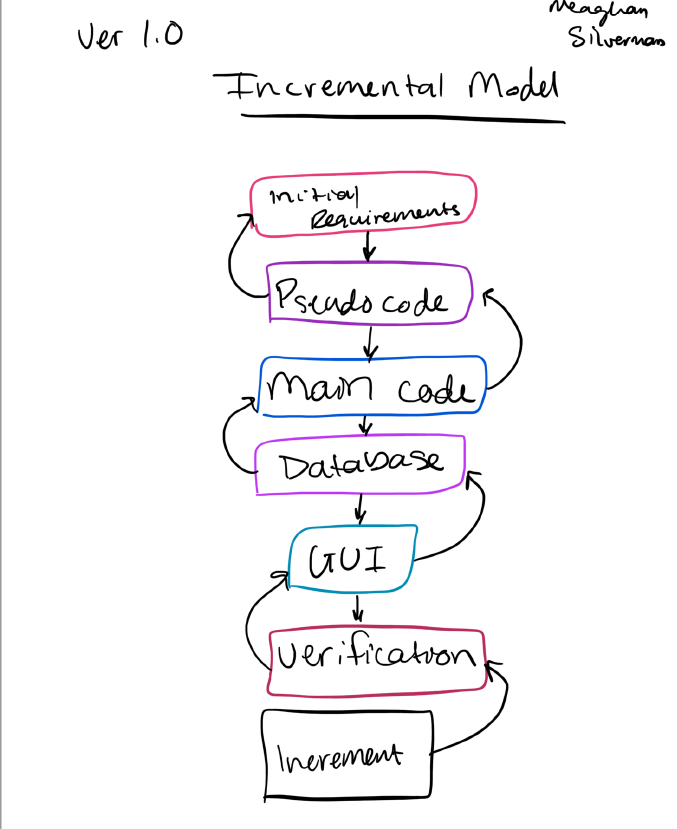 Meaghan
Ver 1.0
Silverman
Incremental Model
Initial
Requirements
Pseudo code
Main code
Database
GUI
Verification
Increment